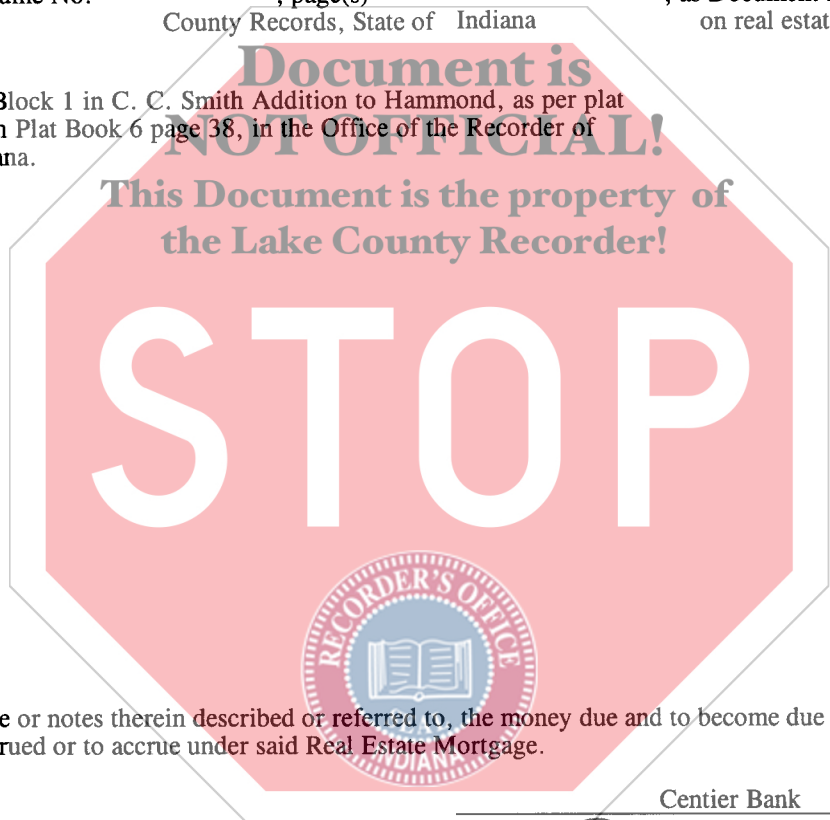 , page(s)
County Records, State of Indiana on real estat
Document is
Block 1 in C. C. Smith Addition to Hammond, as per plat
n Plat Book 6 page 38, in the Office of the Recorder of
NOT OFFICIAL!
ana.
This Document is the property of
the Lake County Recorder!
STOP
RECORDER'S OFFICE
INDIANA
e or notes therein described or referred to, the money due and to become due
rued or to accrue under said Real Estate Mortgage.
Centier Bank